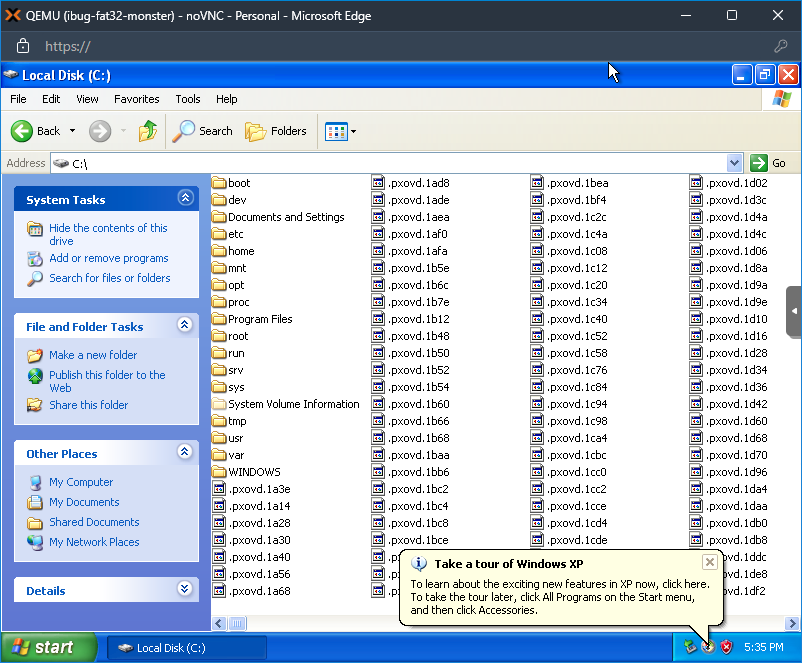 QEMU (ibug-fat32-monster) - noVNC - Personal - Microsoft Edge
https://
Local Disk (C:)
File Edit View Favorites Tools Help
Back Search Folders
Address C:\ Go
System Tasks
Hide the contents of this
drive
Add or remove programs
Search for files or folders
File and Folder Tasks
Make a new folder
Publish this folder to the
Web
Share this folder
Other Places
My Computer
My Documents
Shared Documents
My Network Places
Details
boot
dev
Documents and Settings
etc
home
mnt
opt
proc
Program Files
root
run
srv
sys
System Volume Information
tmp
usr
var
WINDOWS
.pxovd.1a3e
.pxovd.1a14
.pxovd.1a28
.pxovd.1a30
.pxovd.1a40
.pxovd.1a56
.pxovd.1a68
.pxovd.1ad8
.pxovd.1ade
.pxovd.1aea
.pxovd.1af0
.pxovd.1afa
.pxovd.1b5e
.pxovd.1b6c
.pxovd.1b7e
.pxovd.1b12
.pxovd.1b48
.pxovd.1b50
.pxovd.1b52
.pxovd.1b54
.pxovd.1b60
.pxovd.1b66
.pxovd.1b68
.pxovd.1baa
.pxovd.1bb6
.pxovd.1bc2
.pxovd.1bc4
.pxovd.1bc8
.pxovd.1bce
.pxovd.1bea
.pxovd.1bf4
.pxovd.1c2c
.pxovd.1c4a
.pxovd.1c08
.pxovd.1c12
.pxovd.1c20
.pxovd.1c34
.pxovd.1c40
.pxovd.1c52
.pxovd.1c58
.pxovd.1c76
.pxovd.1c84
.pxovd.1c94
.pxovd.1c98
.pxovd.1ca4
.pxovd.1cbc
.pxovd.1cc0
.pxovd.1cc2
.pxovd.1cce
.pxovd.1cd4
.pxovd.1cde
.pxovd.1d02
.pxovd.1d3c
.pxovd.1d4a
.pxovd.1d4c
.pxovd.1d06
.pxovd.1d8a
.pxovd.1d9a
.pxovd.1d9e
.pxovd.1d10
.pxovd.1d16
.pxovd.1d28
.pxovd.1d34
.pxovd.1d36
.pxovd.1d42
.pxovd.1d60
.pxovd.1d68
.pxovd.1d70
.pxovd.1d96
.pxovd.1da4
.pxovd.1daa
.pxovd.1db0
.pxovd.1db8
1ddc
1de8
1df2
Take a tour of Windows XP
To learn about the exciting new features in XP now, click here.
To take the tour later, click All Programs on the Start menu,
and then click Accessories.
start Local Disk (C:) 5:35 PM